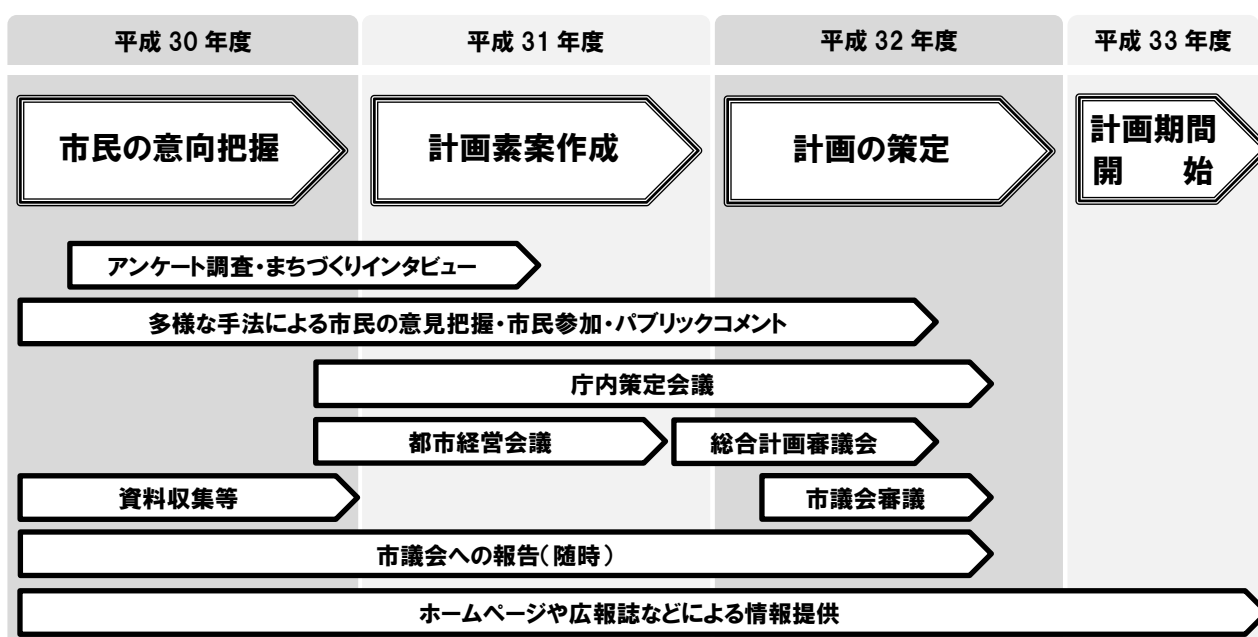 平成 30 年度
平成 31 年度
平成 32 年度
平成 33 年度
市民の意向把握
計画素案作成
計画の策定
計画期間
開 始
アンケート調査・まちづくりインタビュー
多様な手法による市民の意見把握・市民参加・パブリックコメント
庁内策定会議
都市経営会議
総合計画審議会
資料収集等
市議会審議
市議会への報告(随時)
ホームページや広報誌などによる情報提供